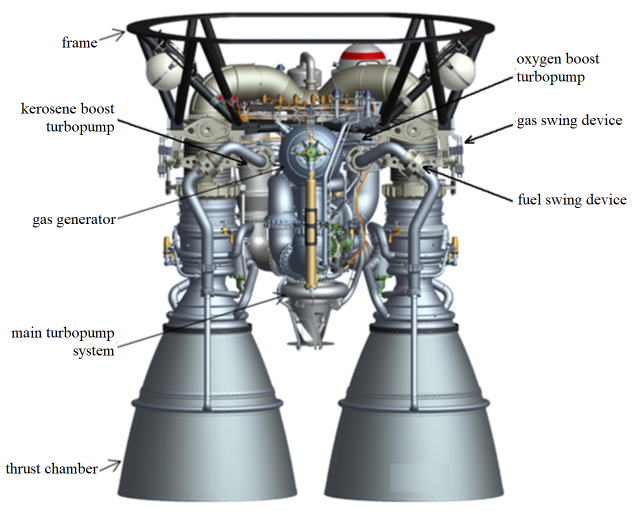 frame
oxygen boost
turbopump
kerosene boost
turbopump
gas swing device
fuel swing device
gas generator
main turbopump
system
thrust chamber